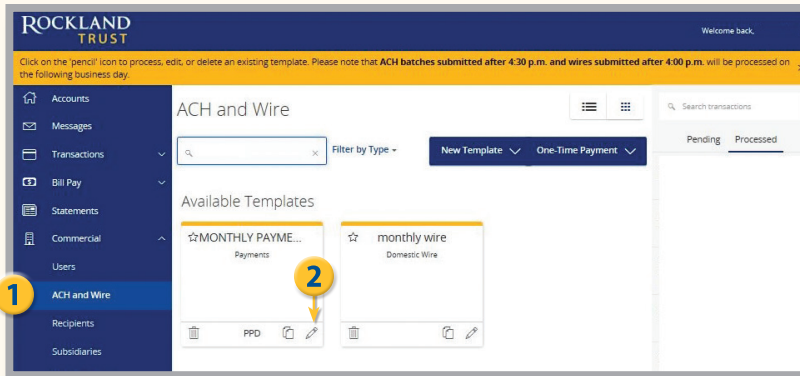 ROCKLAND
TRUST
Welcome back,
Click on the 'pencil' icon to process, edit, or delete an existing template. Please note that ACH batches submitted after 4:30 p.m. and wires submitted after 4:00 p.m. will be processed on
the following business day.
Accounts
Messages
Transactions
Bill Pay
Statements
Commercial
Users
1
ACH and Wire
Recipients
Subsidiaries
ACH and Wire
Filter by Type
New Template
One-Time Payment
Available Templates
MONTHLY PAYME...
Payments
2
PPD
monthly wire
Domestic Wire
Search transactions
Pending Processed